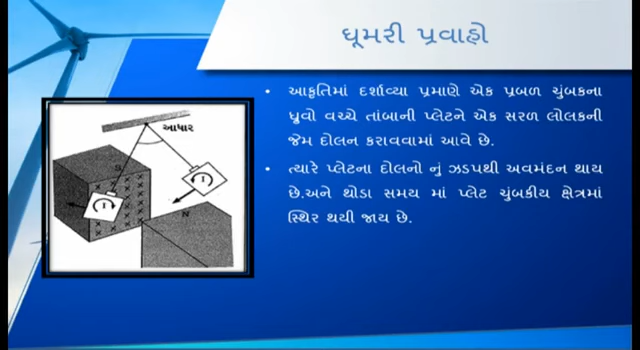 ઘૂમરી પ્રવાહો
• આકૃતિમાં દર્શાવ્યા પ્રમાણે એક પ્રબળ ચુંબકના
ધ્રુવો વચ્ચે તાંબાની પ્લેટને એક સરળ લોલકની
જેમ દોલન કરાવવામાં આવે છે.
• ત્યારે પ્લેટના દોલનો નું ઝડપથી અવમંદન થાય
છે.અને થોડા સમય માં પ્લેટ ચુંબકીય ક્ષેત્રમાં
સ્થિર થયી જાય છે.
આધાર
N